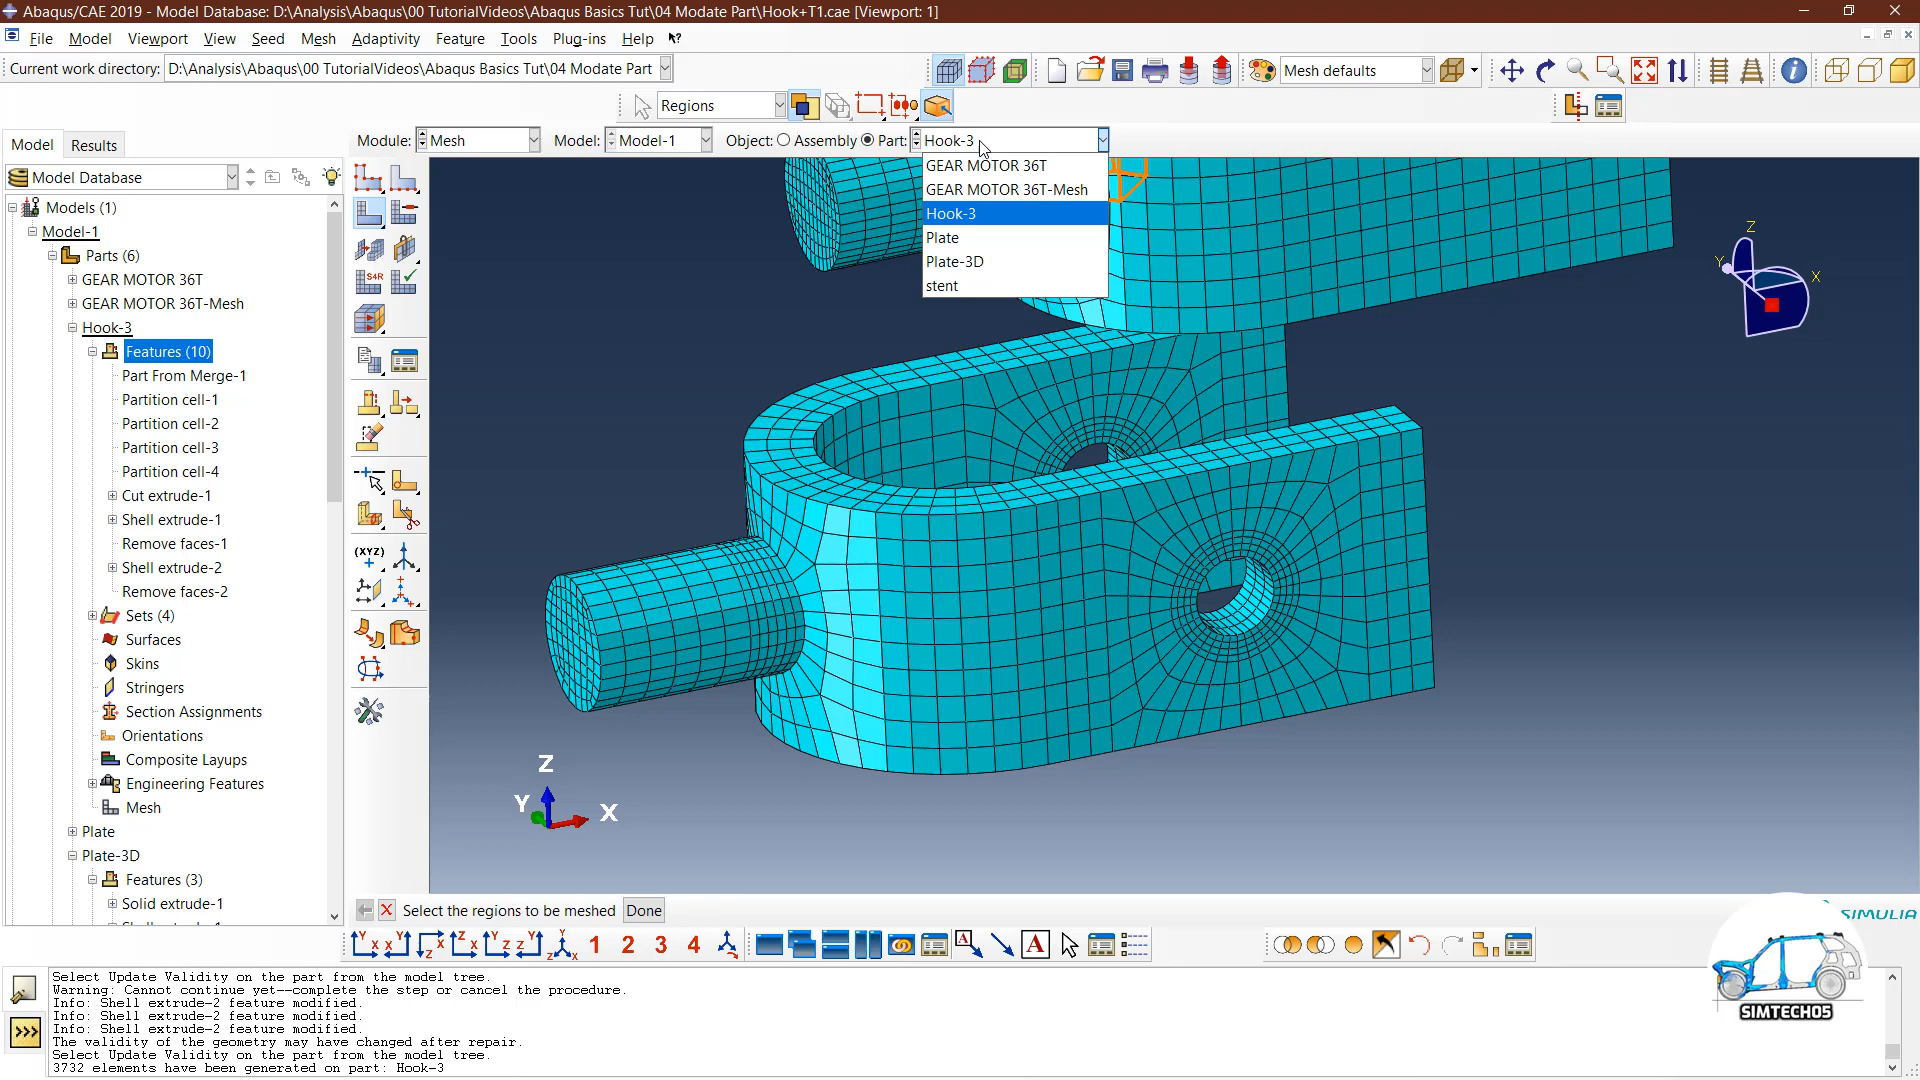 Abaqus/CAE 2019 - Model Database: D:\Analysis\Abaqus\00 TutorialVideos\Abaqus Basics Tut\04 Modate Part\Hook+T1.cae [Viewport: 1]
File Model Viewport View Seed Mesh Adaptivity Feature Tools Plug-ins Help
Current work directory: D:\Analysis\Abaqus\00 TutorialVideos\Abaqus Basics Tut\04 Modate Part
Mesh defaults
Regions
Model Results
Module: Mesh Model: Model-1 Object: Assembly Part: Hook-3
GEAR MOTOR 36T
GEAR MOTOR 36T-Mesh
Hook-3
Plate
Plate-3D
stent
Model Database
Models (1)
Model-1
Parts (6)
GEAR MOTOR 36T
GEAR MOTOR 36T-Mesh
Hook-3
Features (10)
Part From Merge-1
Partition cell-1
Partition cell-2
Partition cell-3
Partition cell-4
Cut extrude-1
Shell extrude-1
Remove faces-1
Shell extrude-2
Remove faces-2
Sets (4)
Surfaces
Skins
Stringers
Section Assignments
Orientations
Composite Layups
Engineering Features
Mesh
Plate
Plate-3D
Features (3)
Solid extrude-1
S4R
(XYZ)
Z
Y
X
Z
Y
X
Select the regions to be meshed Done
1 2 3 4
A
A
SIMULIA
SIMTECH05
Select Update Validity on the part from the model tree.
Warning: Cannot continue yet--complete the step or cancel the procedure.
Info: Shell extrude-2 feature modified.
Info: Shell extrude-2 feature modified.
Info: Shell extrude-2 feature modified.
The validity of the geometry may have changed after repair.
Select Update Validity on the part from the model tree.
3732 elements have been generated on part: Hook-3
>>>